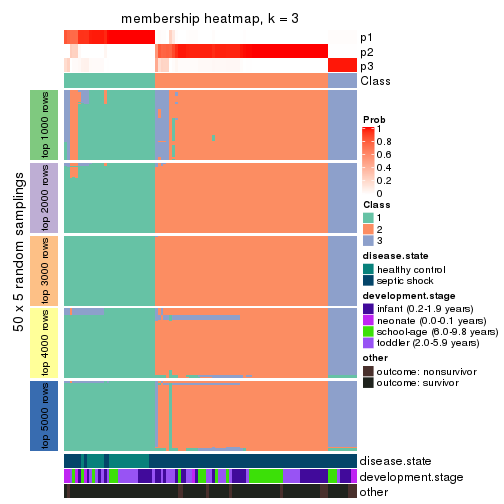 membership heatmap, k = 3
p1
p2
p3
Class
50 x 5 random samplings
top 1000 rows
top 2000 rows
top 3000 rows
top 4000 rows
top 5000 rows
Prob
1
0.8
0.6
0.4
0.2
0
Class
1
2
3
disease.state
healthy control
septic shock
development.stage
infant (0.2-1.9 years)
neonate (0.0-0.1 years)
school-age (6.0-9.8 years)
toddler (2.0-5.9 years)
other
outcome: nonsurvivor
outcome: survivor
disease.state
development.stage
other